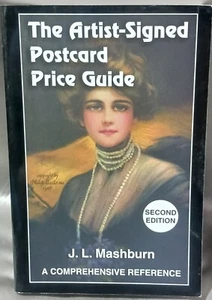 The Artist-Signed
Postcard
Price Guide
SECOND
EDITION
J. L. Mashburn
A COMPREHENSIVE REFERENCE